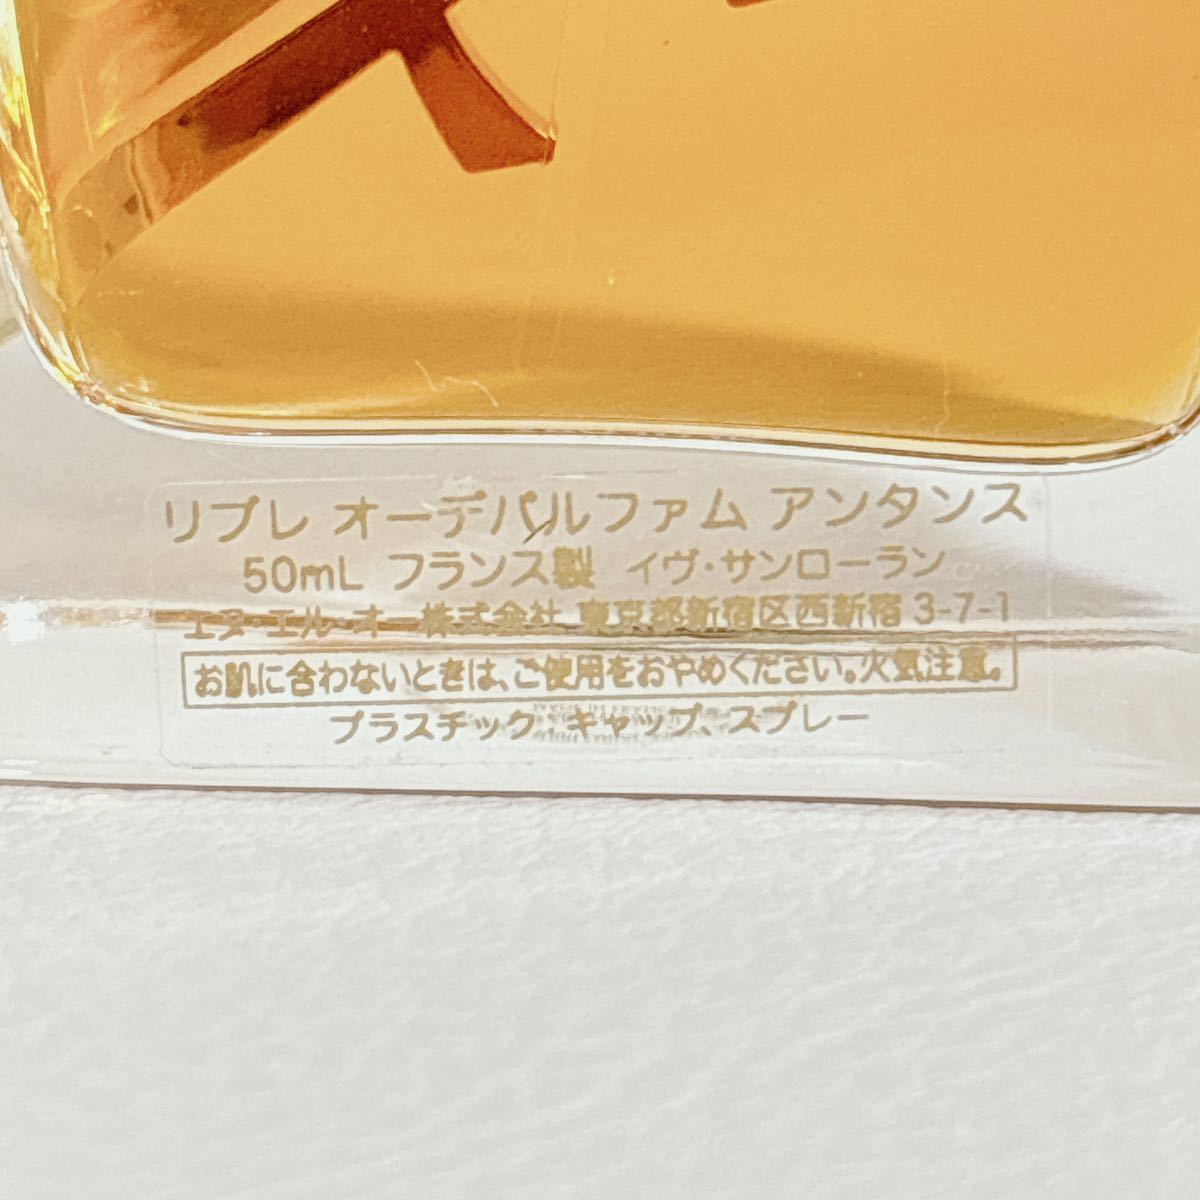 リブレ オーデパルファム アンタンス
50mL フランス製 イヴ・サンローラン
エヌ・エル・オー株式会社 東京都新宿区西新宿3-7-1
お肌に合わないときは、ご使用をおやめください。火気注意。
プラスチック キャップ、スプレー